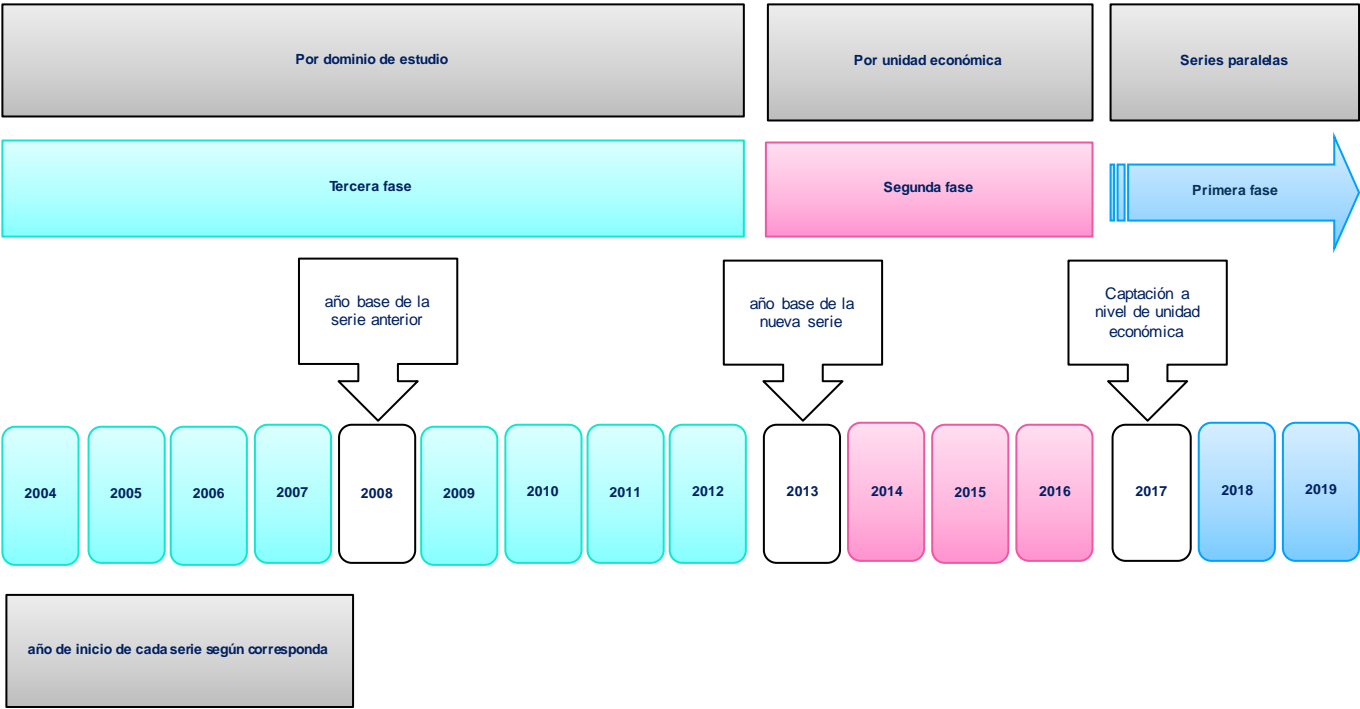 Por dominio de estudio
Por unidad económica
Series paralelas
Tercera fase
Segunda fase
Primera fase
año base de la
serie anterior
año base de la
nueva serie
Captación a
nivel de unidad
económica
2004
2005
2006
2007
2008
2009
2010
2011
2012
2013
2014
2015
2016
2017
2018
2019
año de inicio de cada serie según corresponda